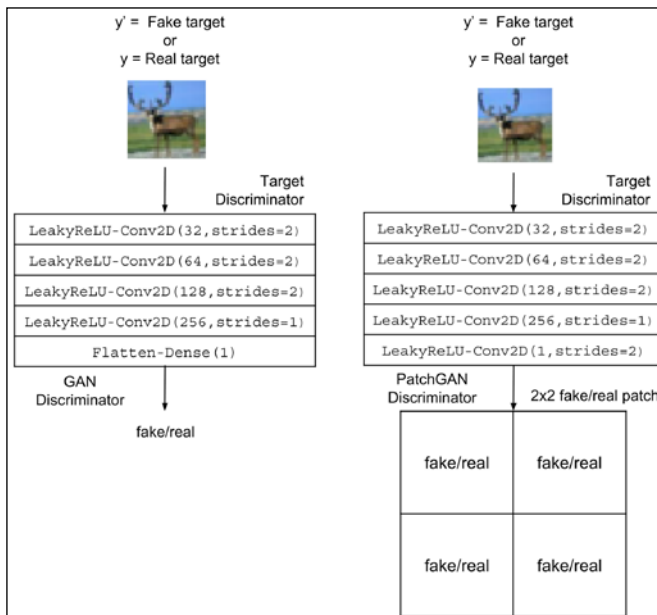 y' = Fake target
or
y = Real target
Target
Discriminator
LeakyReLU-Conv2D(32,strides=2)
LeakyReLU-Conv2D(64,strides=2)
LeakyReLU-Conv2D(128,strides=2)
LeakyReLU-Conv2D(256,strides=1)
Flatten-Dense(1)
GAN
Discriminator
fake/real
y' = Fake target
or
y = Real target
Target
Discriminator
LeakyReLU-Conv2D(32,strides=2)
LeakyReLU-Conv2D(64,strides=2)
LeakyReLU-Conv2D(128,strides=2)
LeakyReLU-Conv2D(256,strides=1)
LeakyReLU-Conv2D(1,strides=2)
PatchGAN
Discriminator
2x2 fake/real patch
fake/real fake/real
fake/real fake/real